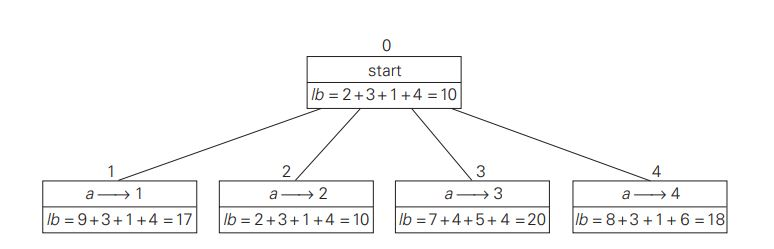 0
start
lb = 2 + 3 + 1 + 4 = 10
1 2 3 4
a ⟶ 1 a ⟶ 2 a ⟶ 3 a ⟶ 4
lb = 9 + 3 + 1 + 4 = 17 lb = 2 + 3 + 1 + 4 = 10 lb = 7 + 4 + 5 + 4 = 20 lb = 8 + 3 + 1 + 6 = 18